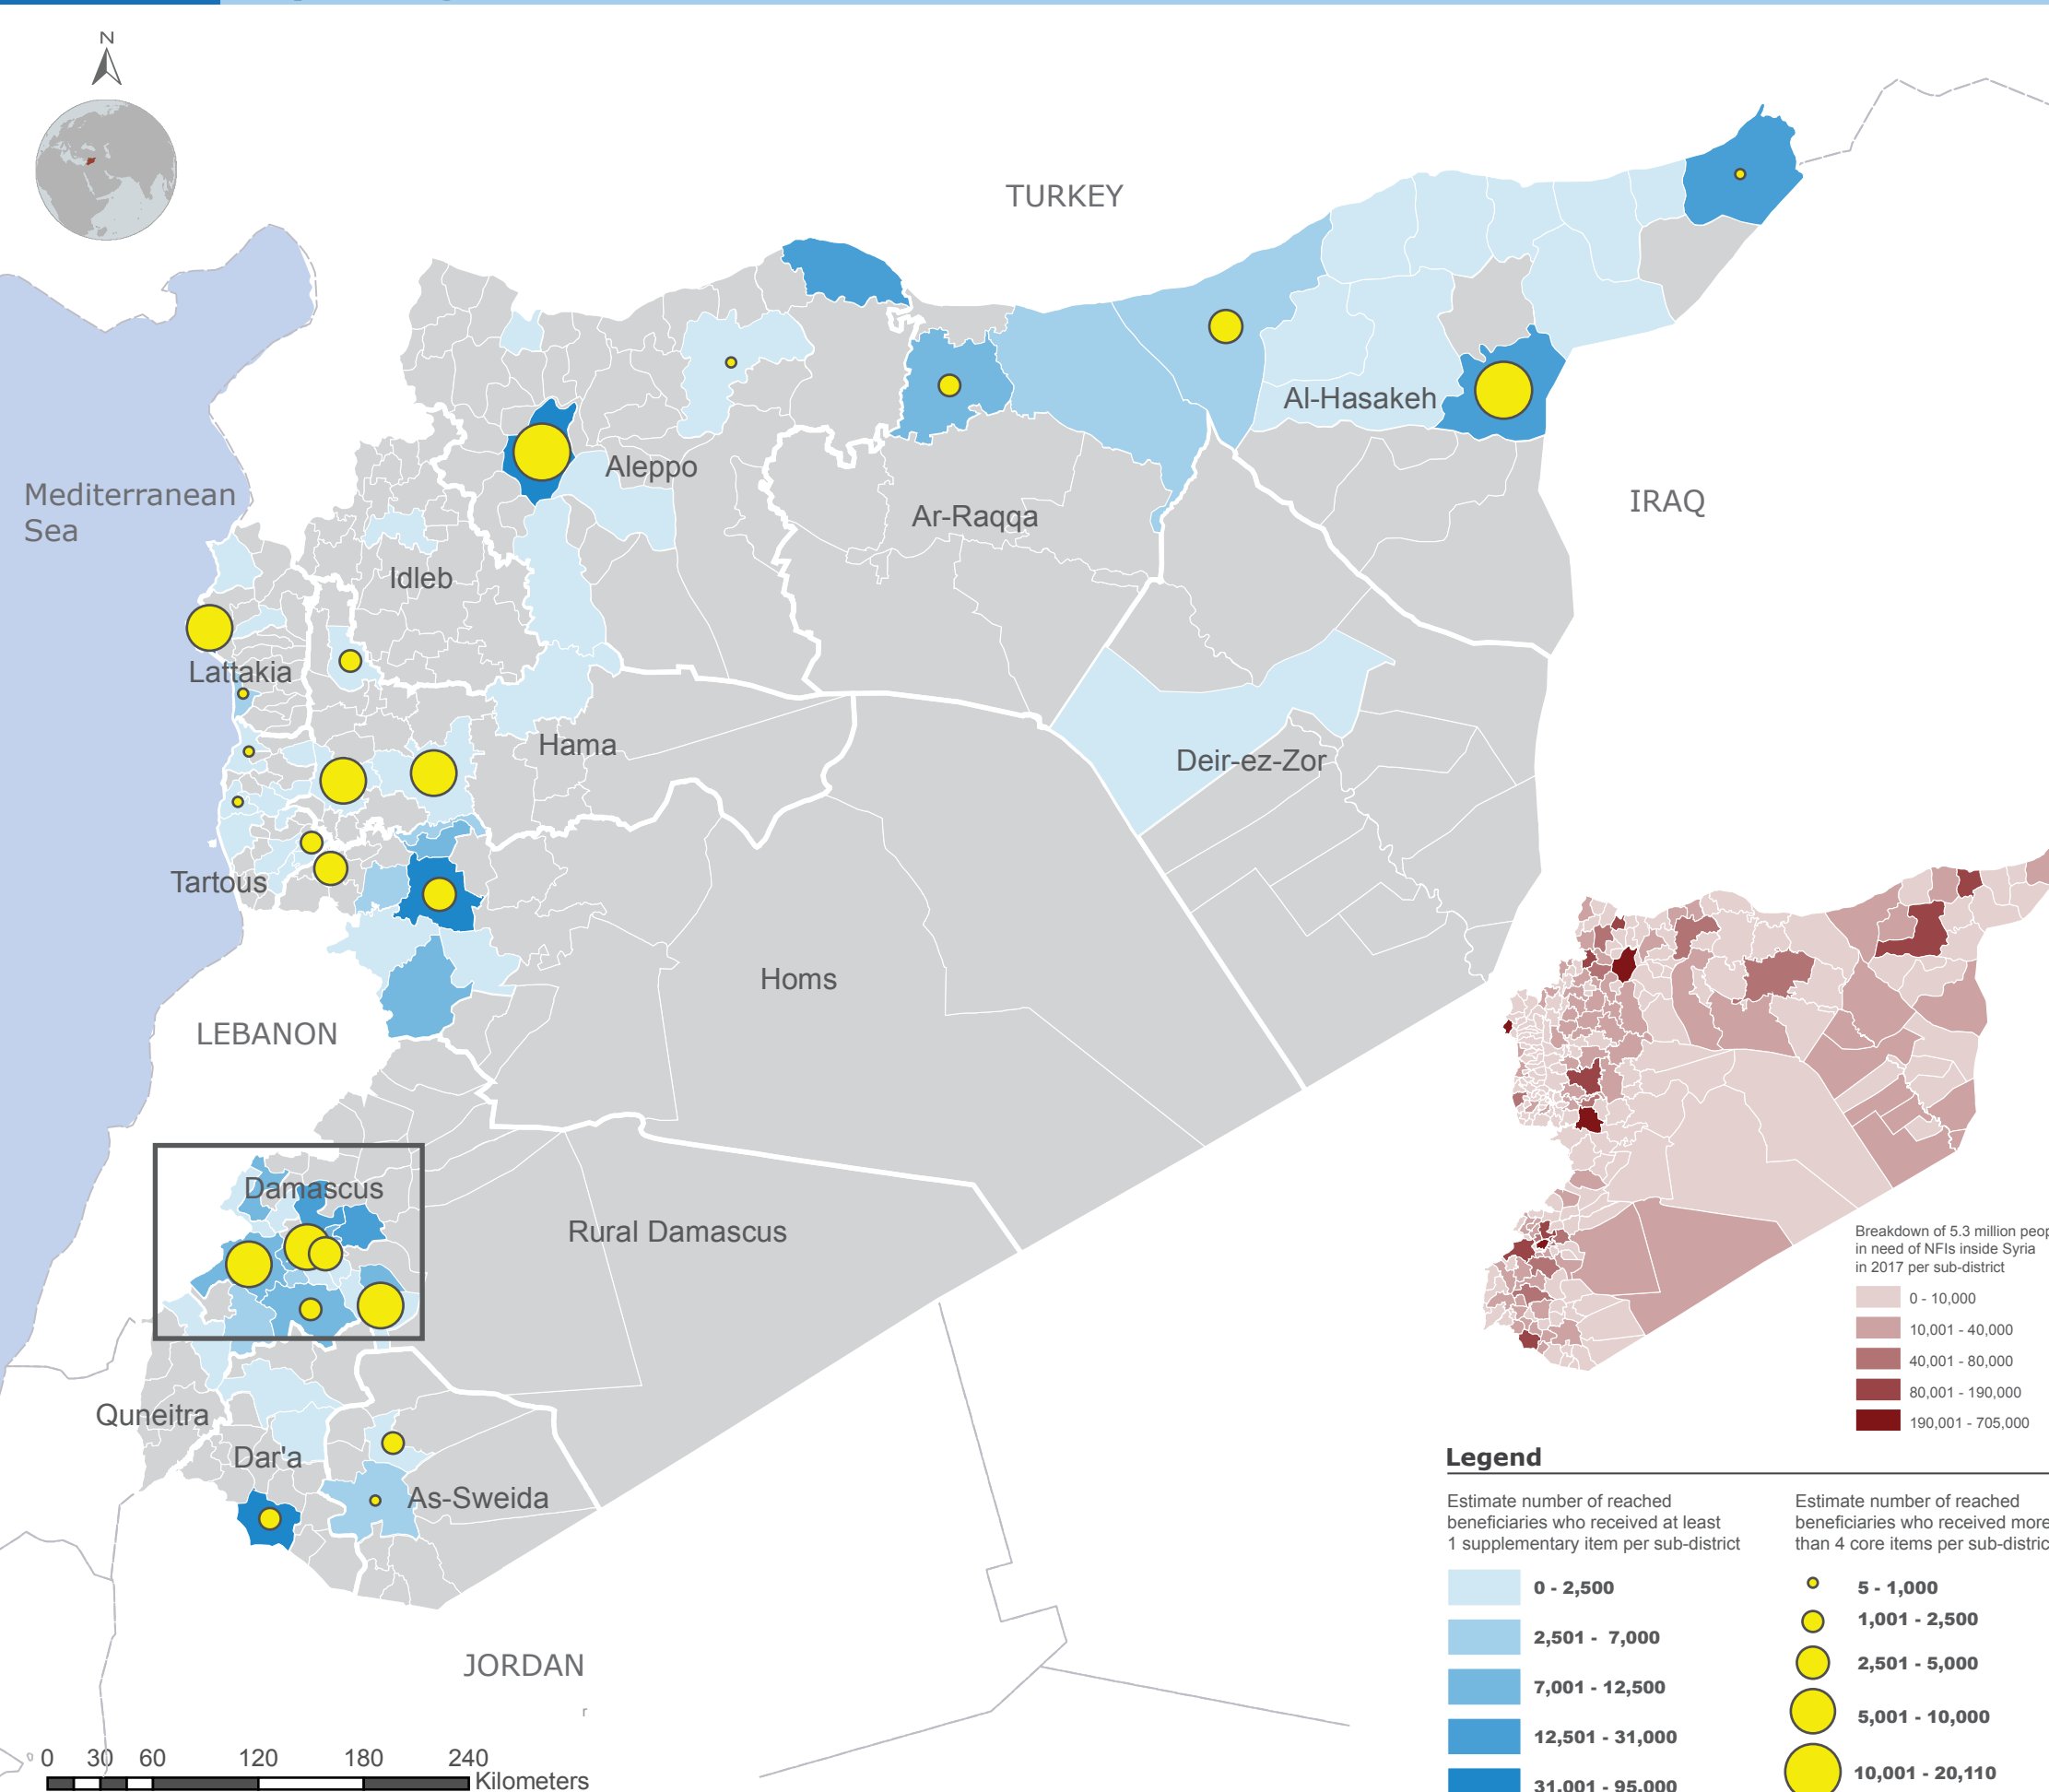 N
TURKEY
Al-Hasakeh
Aleppo
Mediterranean
Sea
IRAQ
Ar-Raqqa
Idleb
Lattakia
Hama
Deir-ez-Zor
Tartous
Homs
LEBANON
Damascus
Rural Damascus
Quneitra
Dar'a
As-Sweida
JORDAN
r
0 30 60 120 180 240
Kilometers
Breakdown of 5.3 million peop
in need of NFIs inside Syria
in 2017 per sub-district
0 - 10,000
10,001 - 40,000
40,001 - 80,000
80,001 - 190,000
190,001 - 705,000
Legend
Estimate number of reached
beneficiaries who received at least
1 supplementary item per sub-district
0 - 2,500
2,501 - 7,000
7,001 - 12,500
12,501 - 31,000
31,001 - 95,000
Estimate number of reached
beneficiaries who received more
than 4 core items per sub-distric
5 - 1,000
1,001 - 2,500
2,501 - 5,000
5,001 - 10,000
10,001 - 20,110